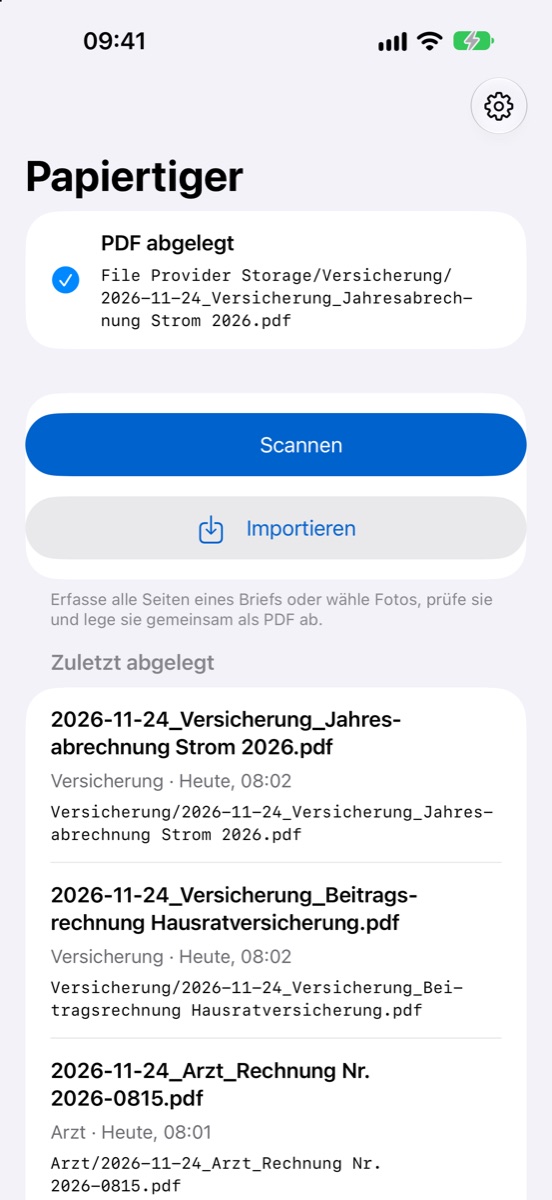 09:41
Papiertiger
PDF abgelegt
File Provider Storage/Versicherung/
2026-11-24_Versicherung_Jahresabrech-
nung Strom 2026.pdf
Scannen
Importieren
Erfasse alle Seiten eines Briefs oder wähle Fotos, prüfe sie
und lege sie gemeinsam als PDF ab.
Zuletzt abgelegt
2026-11-24_Versicherung_Jahres-
abrechnung Strom 2026.pdf
Versicherung · Heute, 08:02
Versicherung/2026-11-24_Versicherung_Jahres-
abrechnung Strom 2026.pdf
2026-11-24_Versicherung_Beitrags-
rechnung Hausratversicherung.pdf
Versicherung · Heute, 08:02
Versicherung/2026-11-24_Versicherung_Bei-
tragsrechnung Hausratversicherung.pdf
2026-11-24_Arzt_Rechnung Nr.
2026-0815.pdf
Arzt · Heute, 08:01
Arzt/2026-11-24_Arzt_Rechnung Nr.
2026-0815.pdf